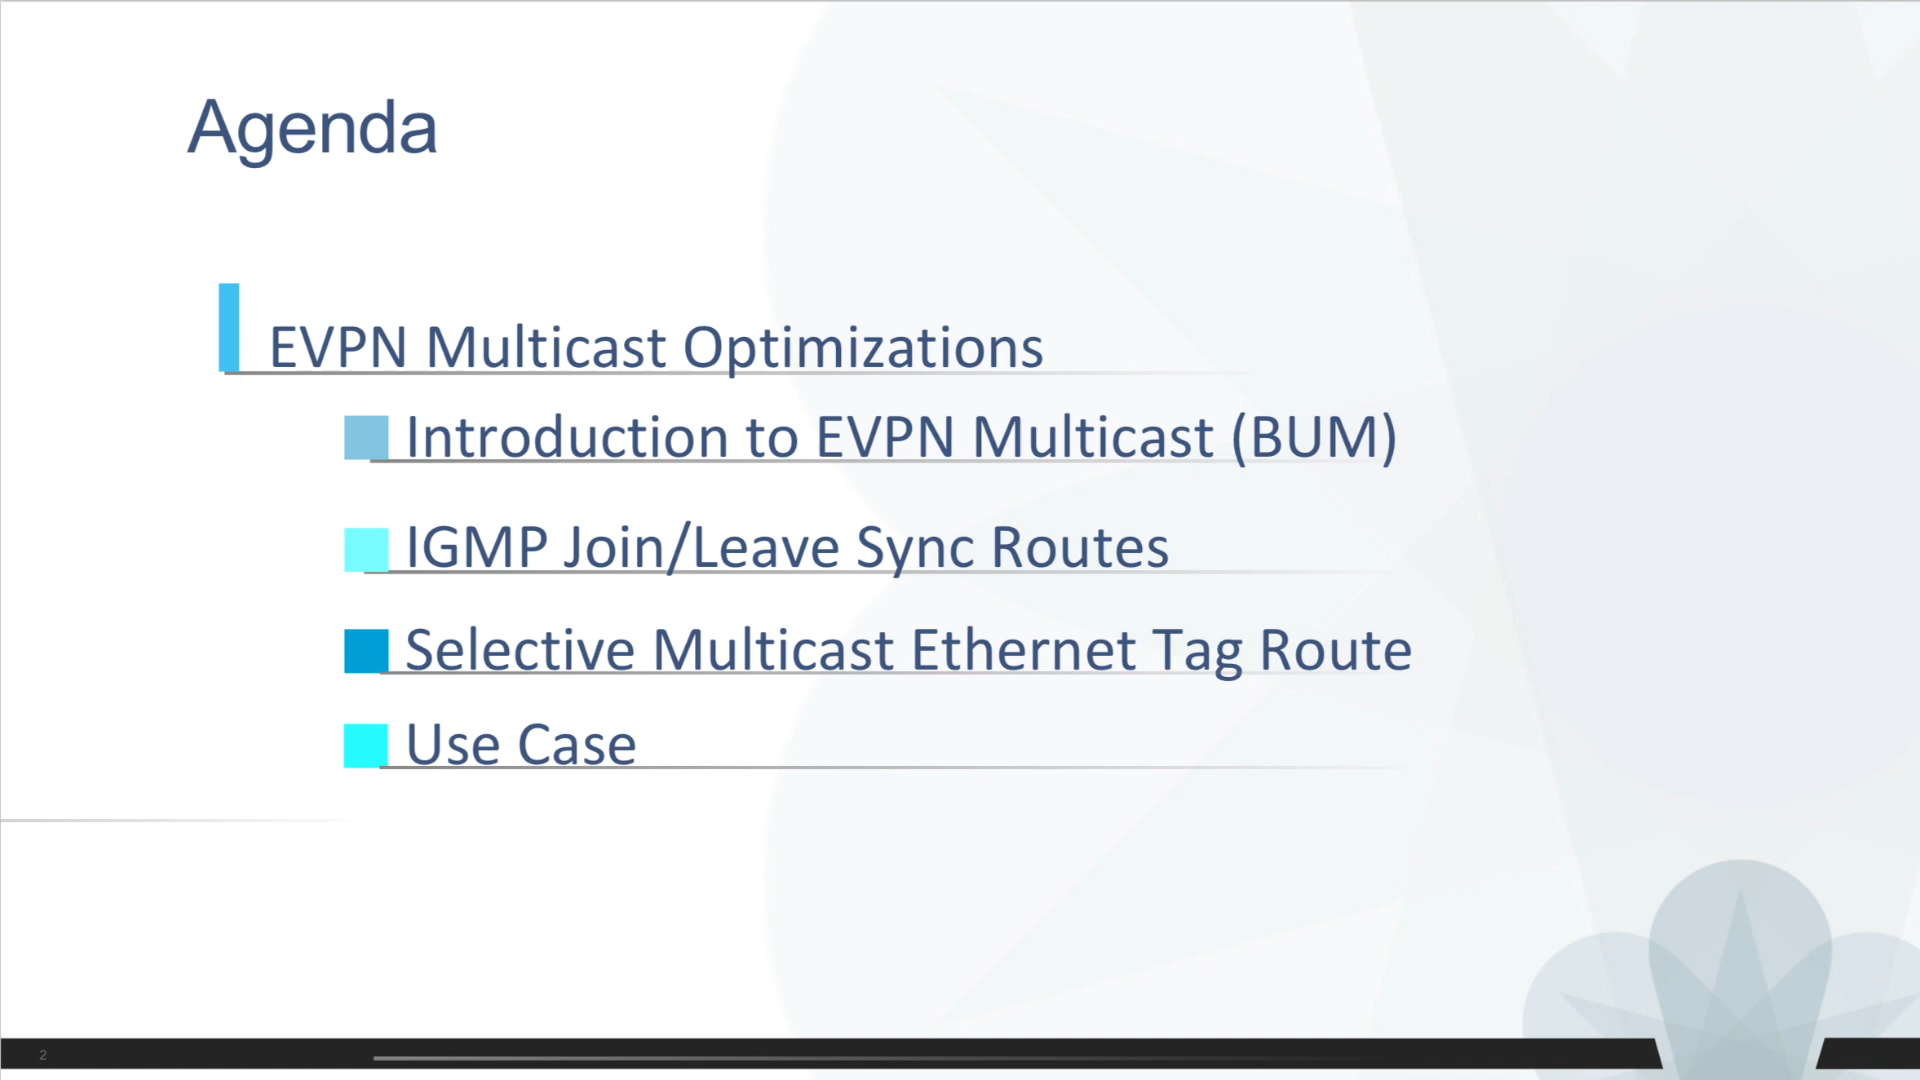 Agenda
EVPN Multicast Optimizations
Introduction to EVPN Multicast (BUM)
IGMP Join/Leave Sync Routes
Selective Multicast Ethernet Tag Route
Use Case
2